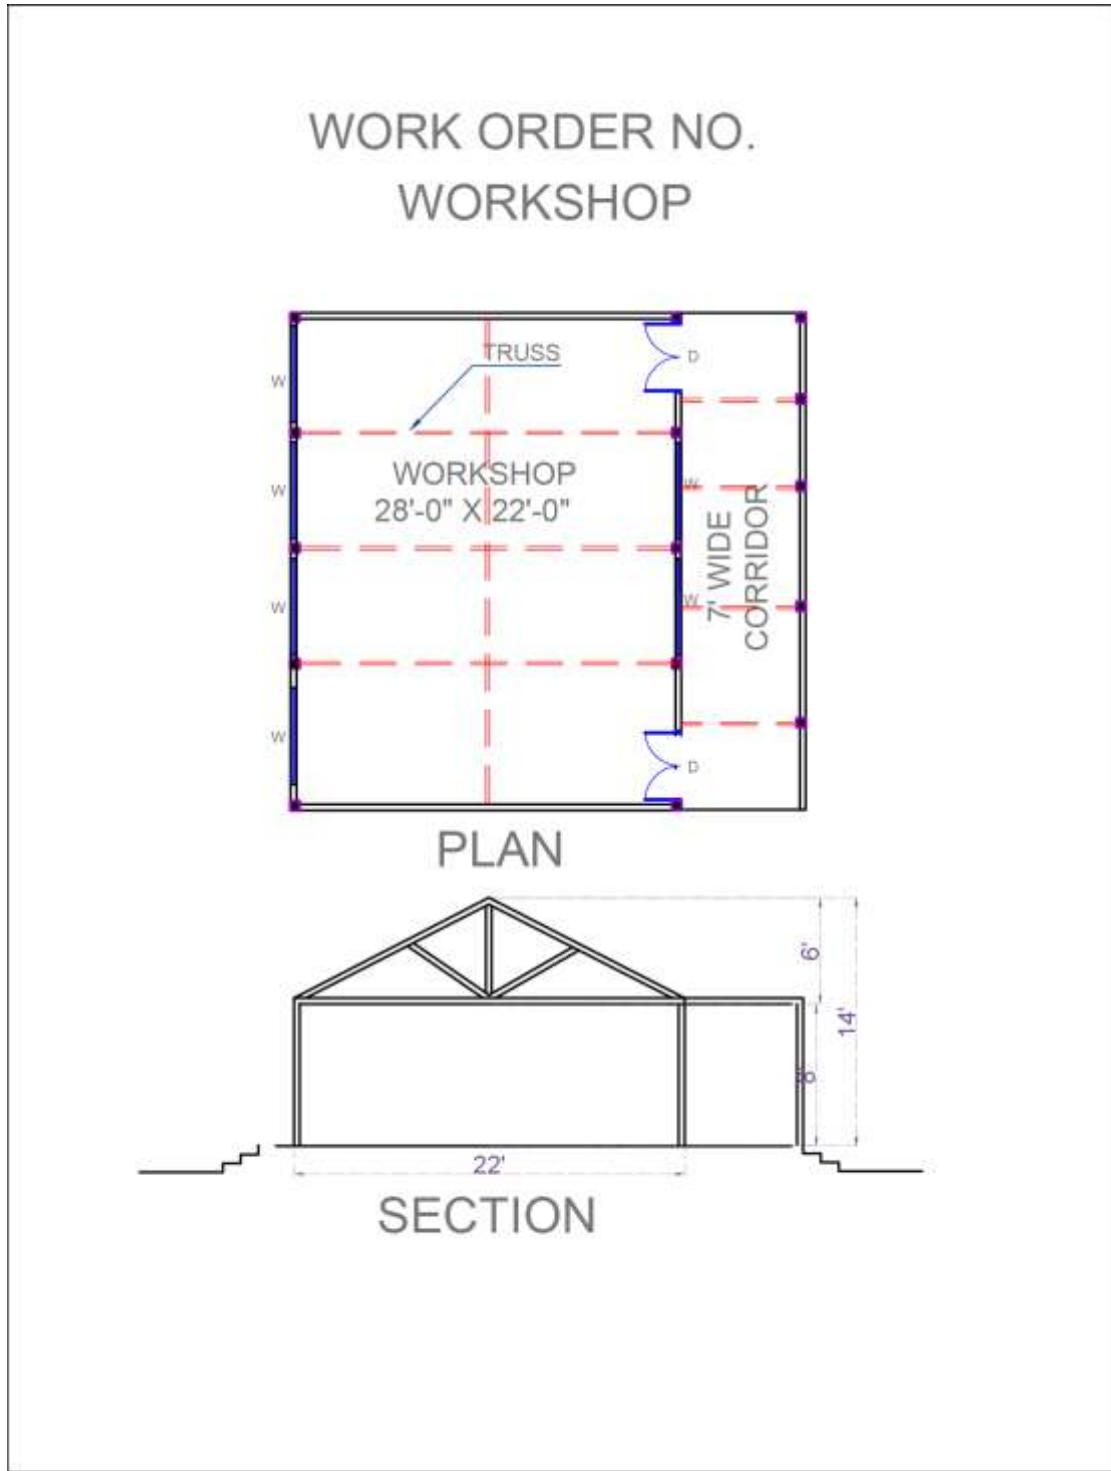 WORK ORDER NO.
WORKSHOP
TRUSS
D
W
WORKSHOP
28'-0" X 22'-0"
W
W
7' WIDE
CORRIDOR
W
W
W
D
PLAN
6'
14'
8'
22'
SECTION